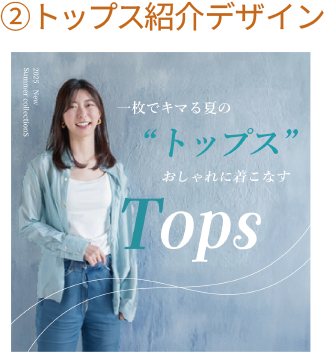 ②トップス紹介デザイン
2025 New
Summer collectionS
一枚でキマる夏の
“トップス”
おしゃれに着こなす
Tops